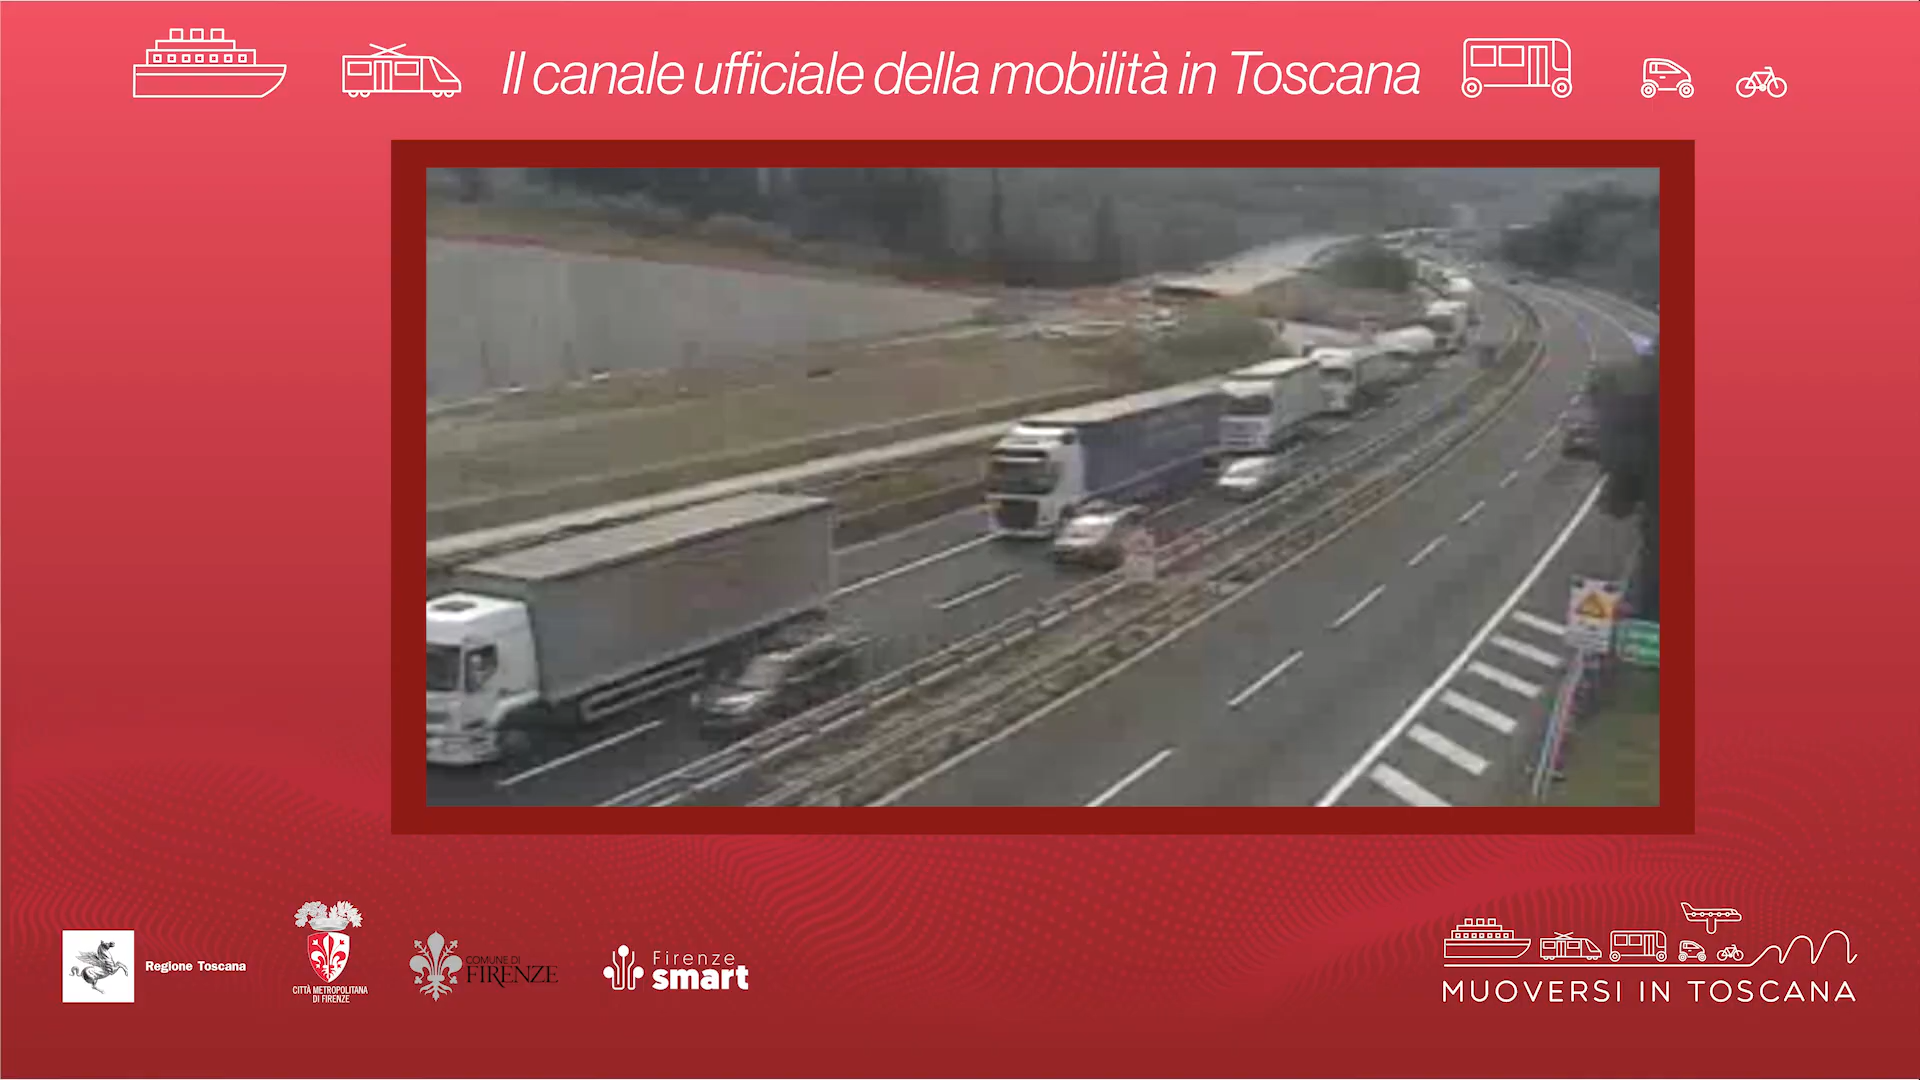 Il canale ufficiale della mobilità in Toscana
Regione Toscana
CITTÀ METROPOLITANA
DI FIRENZE
COMUNE DI
FIRENZE
Firenze
smart
MUOVERSI IN TOSCANA